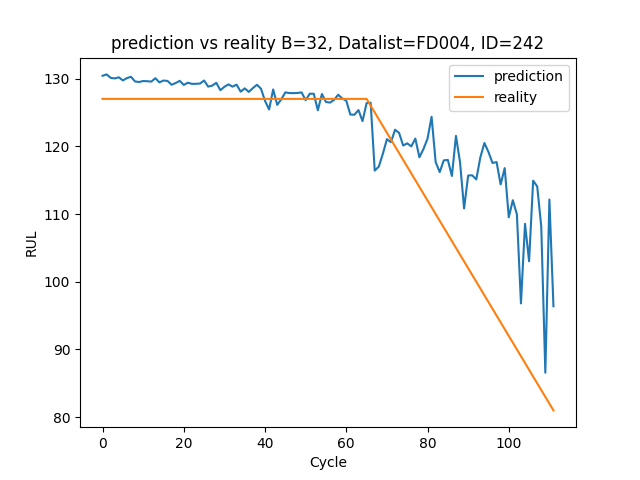 prediction vs reality B=32, Datalist=FD004, ID=242
prediction
reality
130
120
110
100
90
80
RUL
0 20 40 60 80 100
Cycle